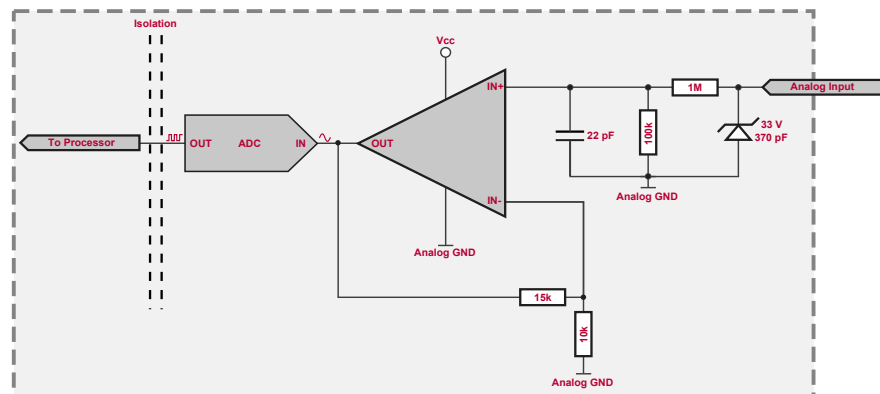 Isolation
Vcc
IN+
1M
Analog Input
To Processor
OUT
ADC
IN
OUT
22 pF
100k
33 V
370 pF
Analog GND
IN-
Analog GND
15k
10k
Analog GND